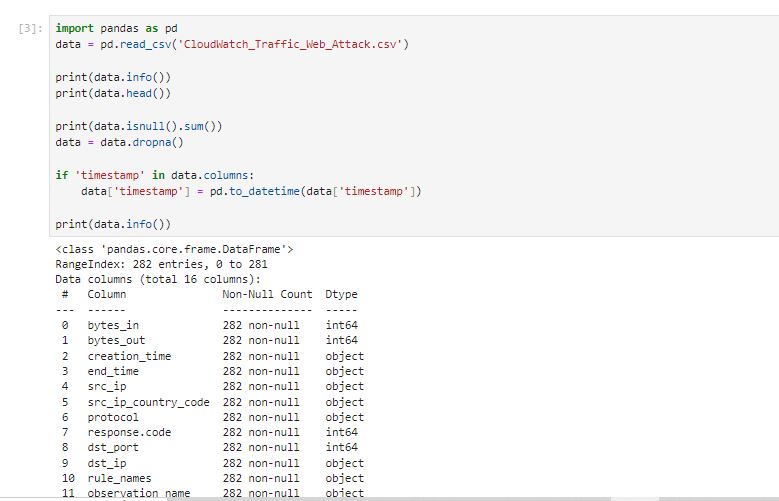 [3]: import pandas as pd
data = pd.read_csv('CloudWatch_Traffic_Web_Attack.csv')
print(data.info())
print(data.head())
print(data.isnull().sum())
data = data.dropna()
if 'timestamp' in data.columns:
    data['timestamp'] = pd.to_datetime(data['timestamp'])
print(data.info())
<class 'pandas.core.frame.DataFrame'>
RangeIndex: 282 entries, 0 to 281
Data columns (total 16 columns):
 #   Column               Non-Null Count  Dtype
---  ------               --------------  -----
 0   bytes_in             282 non-null    int64
 1   bytes_out            282 non-null    int64
 2   creation_time        282 non-null    object
 3   end_time             282 non-null    object
 4   src_ip               282 non-null    object
 5   src_ip_country_code  282 non-null    object
 6   protocol             282 non-null    object
 7   response.code        282 non-null    int64
 8   dst_port             282 non-null    int64
 9   dst_ip               282 non-null    object
 10  rule_names           282 non-null    object
 11  observation_name     282 non-null    object